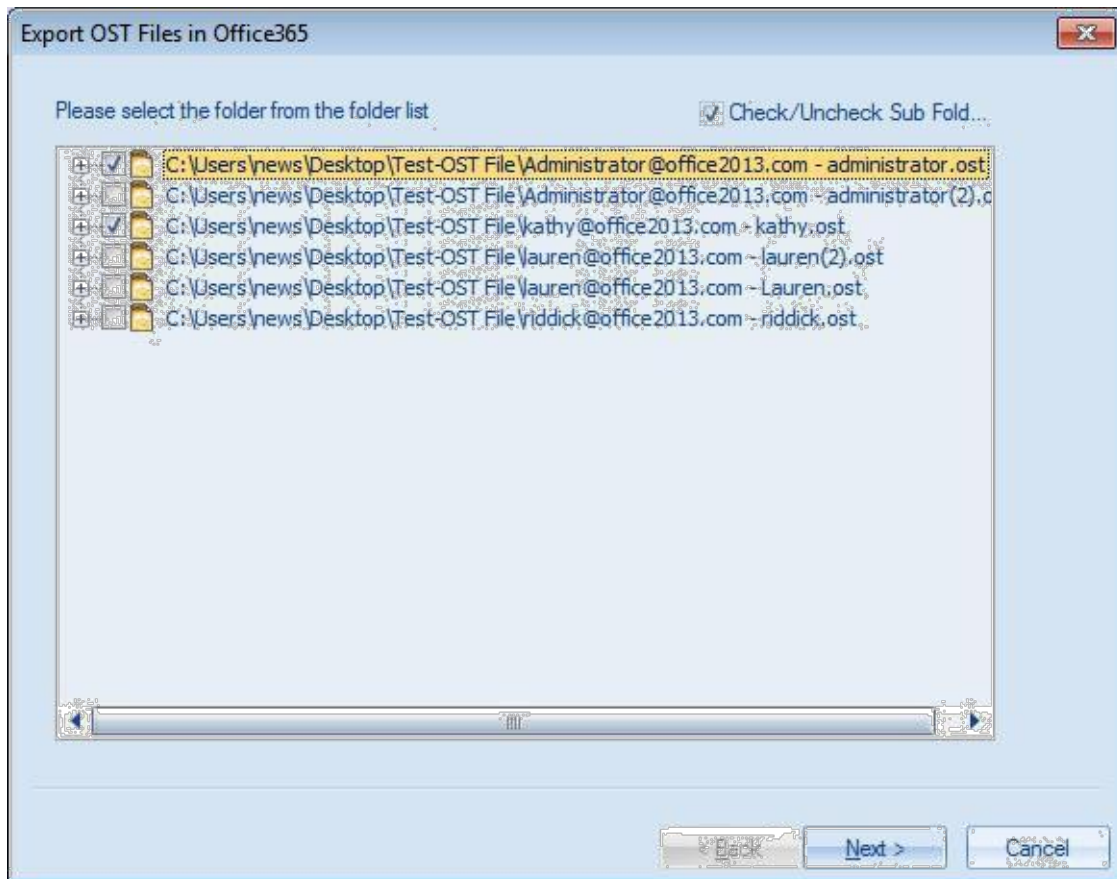 Export OST Files in Office365
Please select the folder from the folder list
Check/Uncheck Sub Fold...
C:\Users\news\Desktop\Test-OST File\Administrator@office2013.com - administrator.ost
C:\Users\news\Desktop\Test-OST File\Administrator@office2013.com - administrator(2).o
C:\Users\news\Desktop\Test-OST File\kathy@office2013.com - kathy.ost
C:\Users\news\Desktop\Test-OST File\lauren@office2013.com - lauren(2).ost
C:\Users\news\Desktop\Test-OST File\lauren@office2013.com - Lauren.ost
C:\Users\news\Desktop\Test-OST File\riddick@office2013.com - riddick.ost
< Back
Next >
Cancel